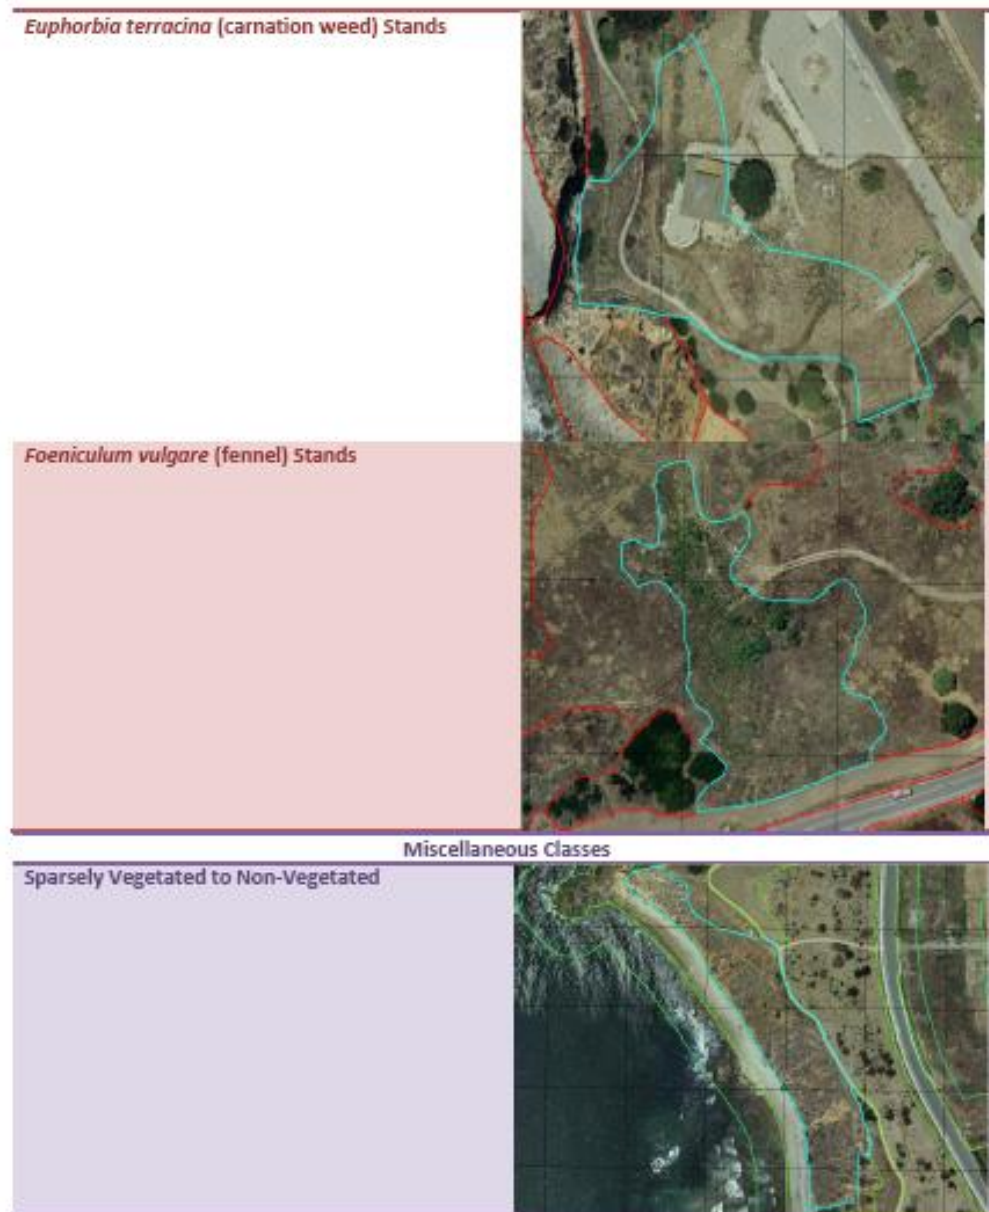 Euphorbia terracina (carnation weed) Stands
Foeniculum vulgare (fennel) Stands
Miscellaneous Classes
Sparsely Vegetated to Non-Vegetated